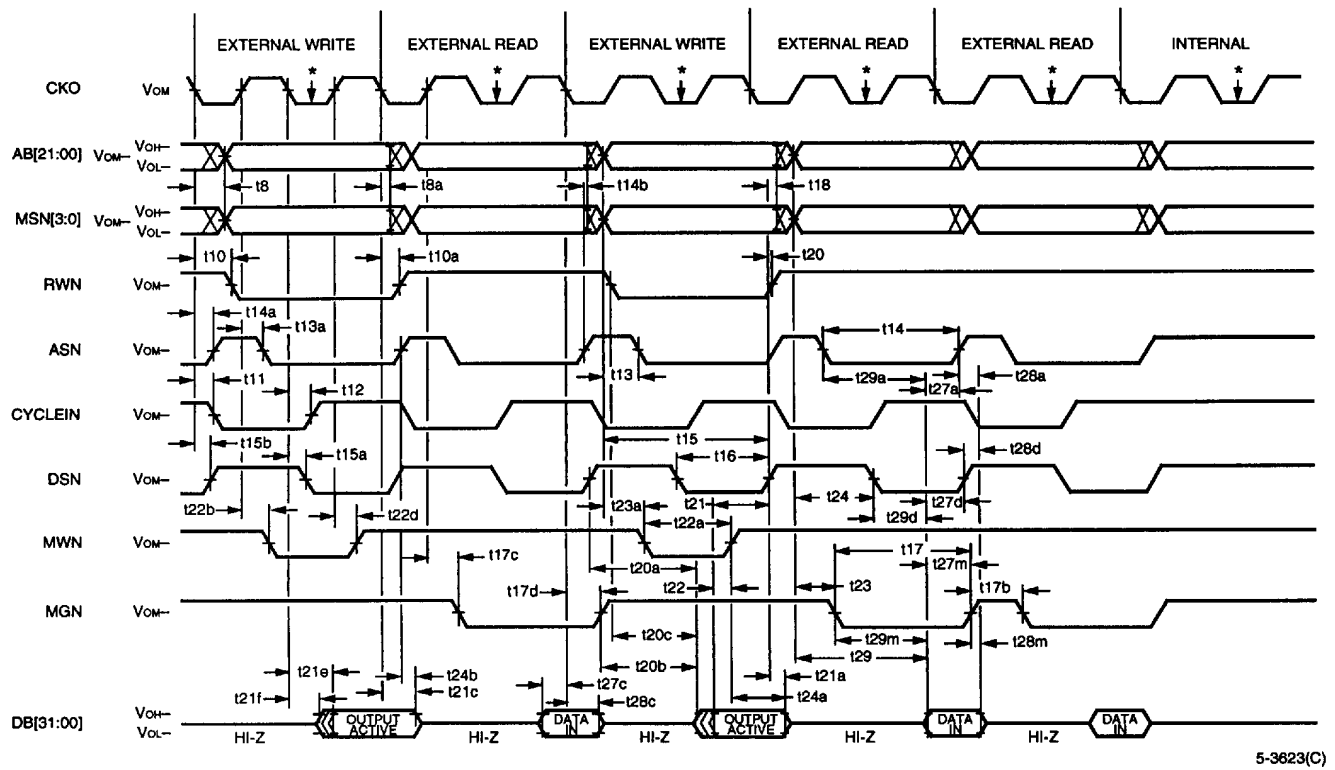 EXTERNAL WRITE EXTERNAL READ EXTERNAL WRITE EXTERNAL READ EXTERNAL READ INTERNAL
* * * * * *
CKO VOM
AB[21:00] VOM– VOH– VOL–
t8 t8a t14b t18
MSN[3:0] VOM– VOH– VOL–
t10 t10a t20
RWN VOM–
t14a t13a t14
ASN VOM–
t11 t12 t13 t29a t27a t28a
CYCLEIN VOM–
t15b t15a t15 t16 t28d
DSN VOM–
t22b t22d t23a t21 t24 t27d
t22a t29d
MWN VOM–
t17c t20a t17
t17d t22 t23 t27m t17b
MGN VOM–
t20c t29m t28m
t20b t29
t21e t24b t27c t21a
t21f t21c t28c t24a
DB[31:00] VOH– VOL–
OUTPUT ACTIVE DATA IN OUTPUT ACTIVE DATA IN DATA IN
HI-Z HI-Z HI-Z HI-Z HI-Z
5-3623(C)